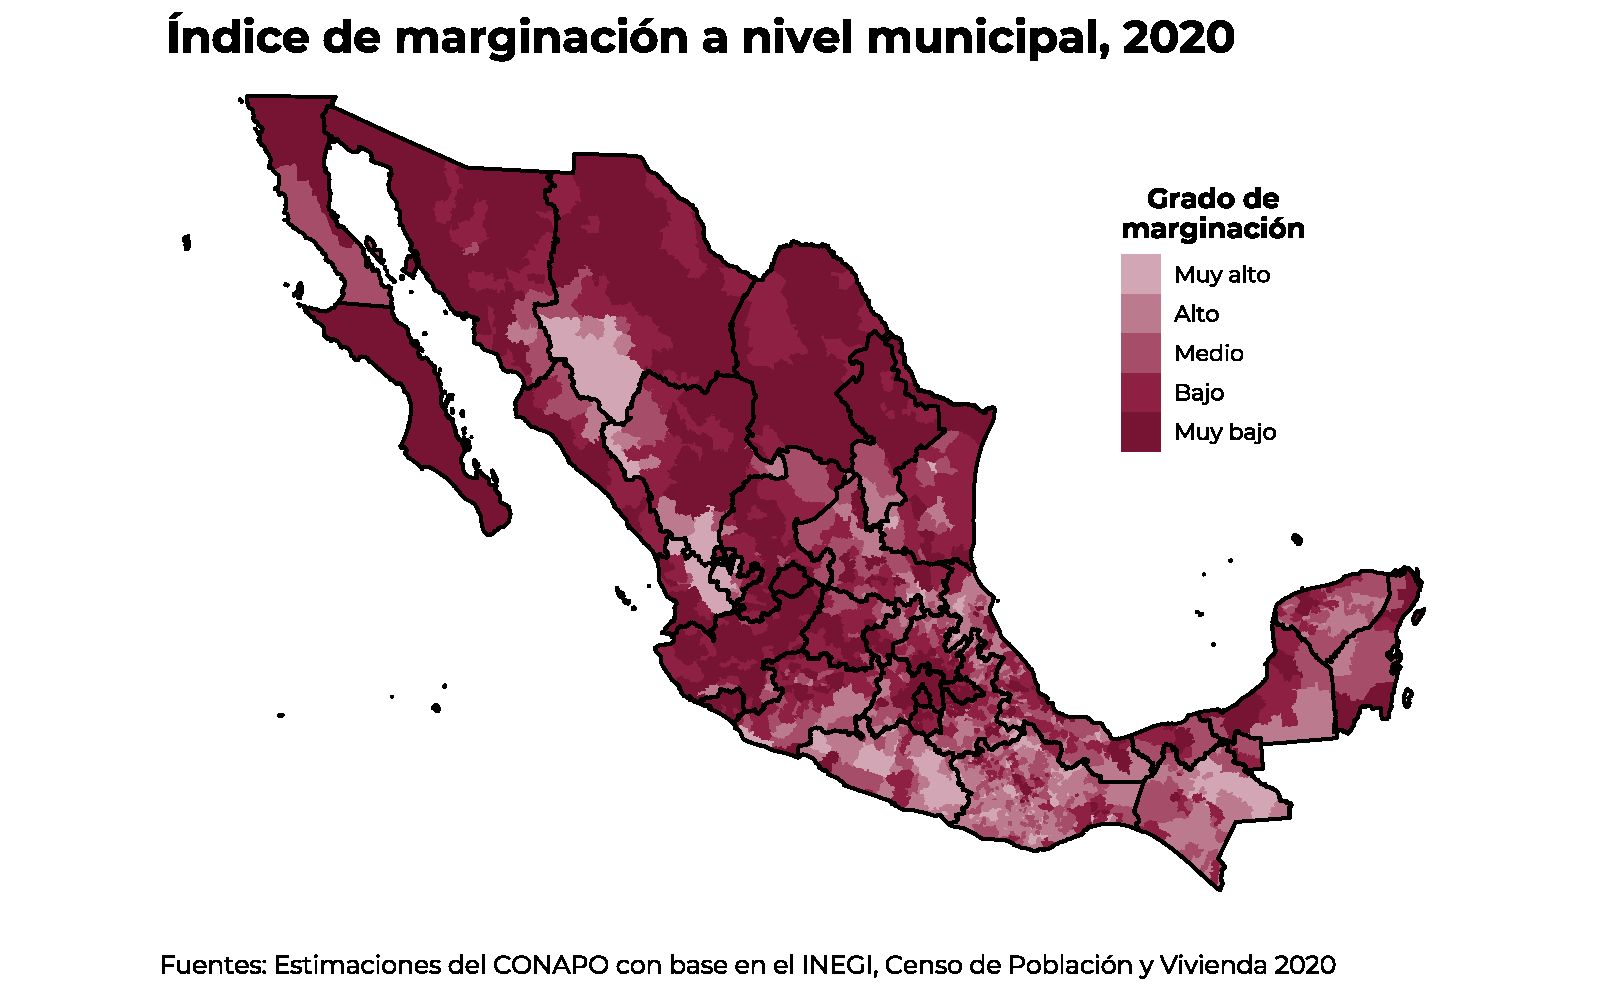 Índice de marginación a nivel municipal, 2020
Grado de
marginación
Muy alto
Alto
Medio
Bajo
Muy bajo
Fuentes: Estimaciones del CONAPO con base en el INEGI, Censo de Población y Vivienda 2020